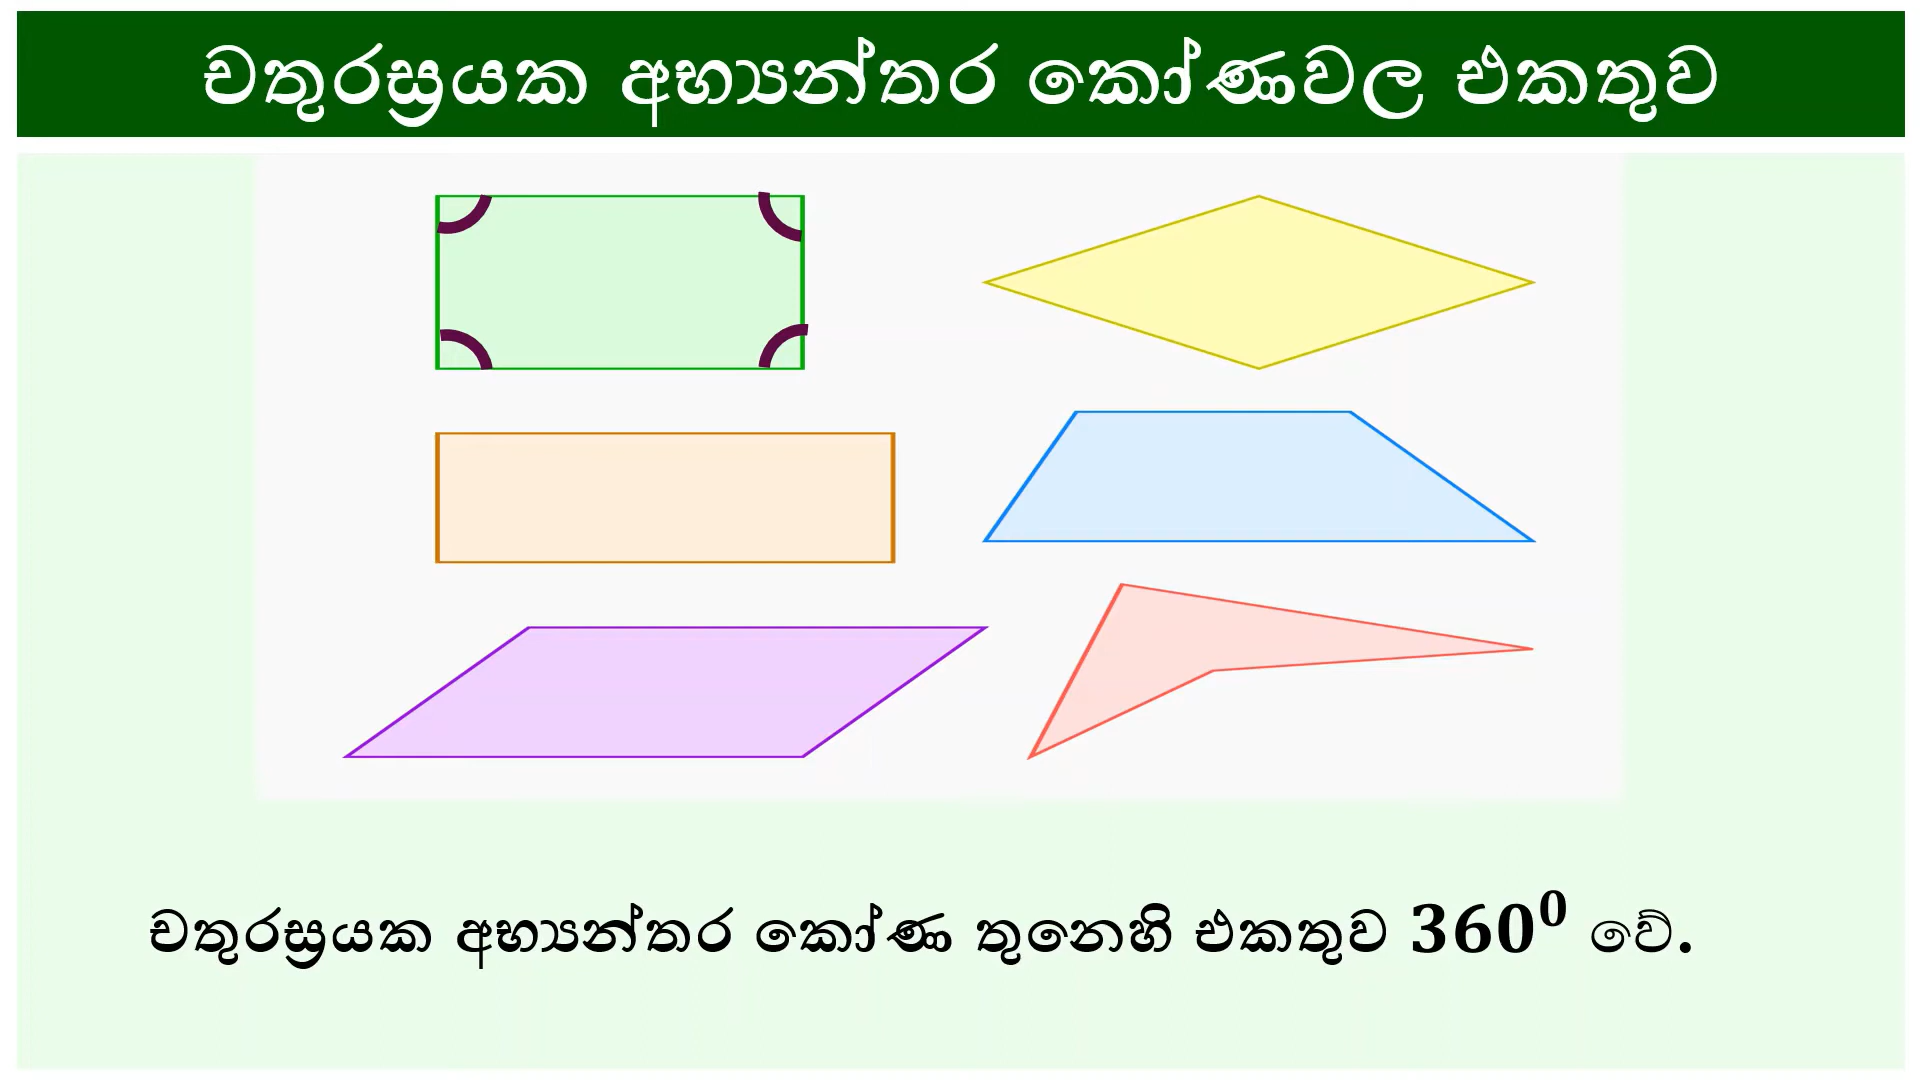 චතුරස්‍රයක අභ්‍යන්තර කෝණවල එකතුව
චතුරස්‍රයක අභ්‍යන්තර කෝණ තුනෙහි එකතුව 360⁰ වේ.